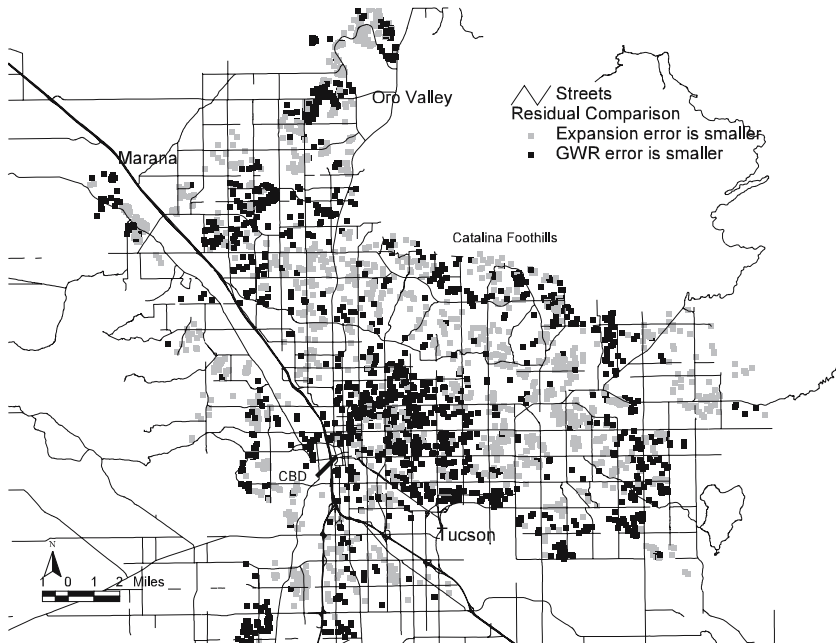 Oro Valley
Streets
Residual Comparison
Expansion error is smaller
GWR error is smaller
Marana
Catalina Foothills
CBD
Tucson
N
1 0 1 2 Miles